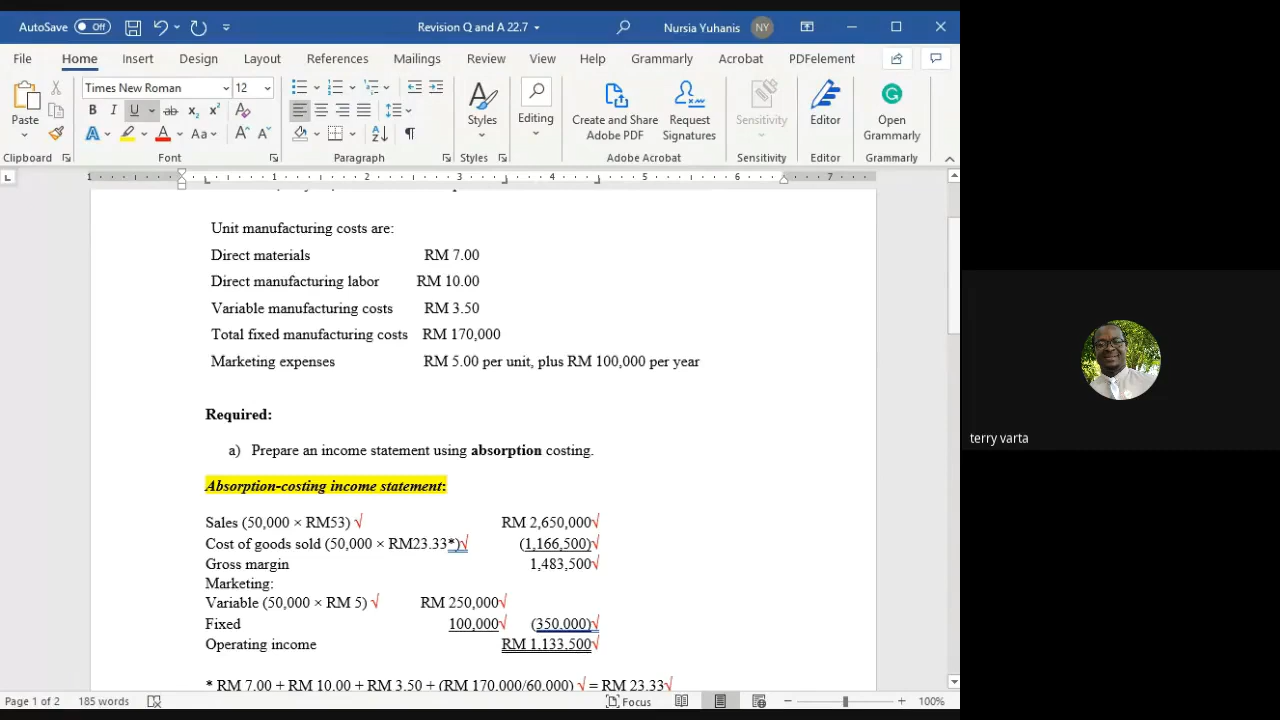 AutoSave Off Revision Q and A 22.7 Nursia Yuhanis NY
File Home Insert Design Layout References Mailings Review View Help Grammarly Acrobat PDFelement
Times New Roman 12
Paste Styles Editing Create and Share Adobe PDF Request Signatures Sensitivity Editor Open Grammarly
Clipboard Font Paragraph Styles Adobe Acrobat Sensitivity Editor Grammarly
1 1 2 3 4 5 6 7
Unit manufacturing costs are:
Direct materials RM 7.00
Direct manufacturing labor RM 10.00
Variable manufacturing costs RM 3.50
Total fixed manufacturing costs RM 170,000
Marketing expenses RM 5.00 per unit, plus RM 100,000 per year
Required:
a) Prepare an income statement using absorption costing.
Absorption-costing income statement:
Sales (50,000 × RM53) √ RM 2,650,000√
Cost of goods sold (50,000 × RM23.33*)√ (1,166,500)√
Gross margin 1,483,500√
Marketing:
Variable (50,000 × RM 5) √ RM 250,000√
Fixed 100,000√ (350,000)√
Operating income RM 1,133,500√
* RM 7.00 + RM 10.00 + RM 3.50 + (RM 170,000/60,000) √ = RM 23.33√
Page 1 of 2 185 words Focus 100%
terry varta